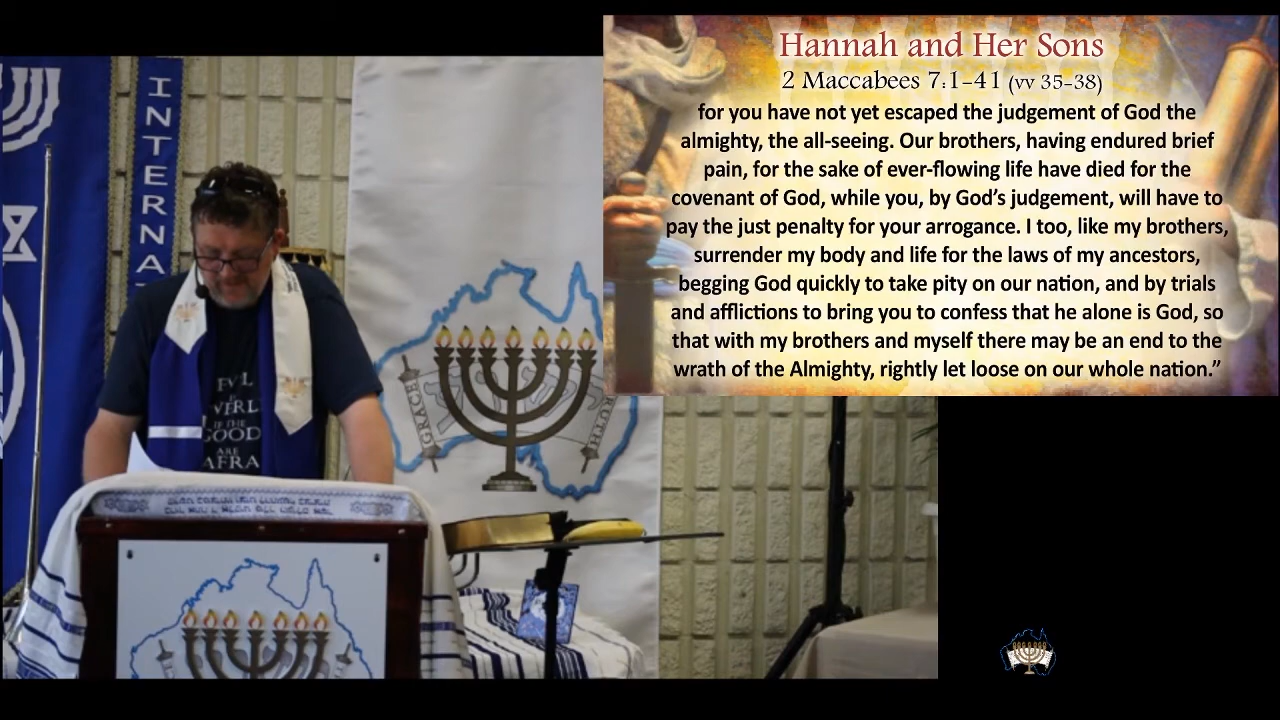 Hannah and Her Sons
2 Maccabees 7:1-41 (vv 35-38)
for you have not yet escaped the judgement of God the
almighty, the all-seeing. Our brothers, having endured brief
pain, for the sake of ever-flowing life have died for the
covenant of God, while you, by God’s judgement, will have to
pay the just penalty for your arrogance. I too, like my brothers,
surrender my body and life for the laws of my ancestors,
begging God quickly to take pity on our nation, and by trials
and afflictions to bring you to confess that he alone is God, so
that with my brothers and myself there may be an end to the
wrath of the Almighty, rightly let loose on our whole nation.”
INTERNAT
GRACE
RUTH
GOOD
ARE
AFRA